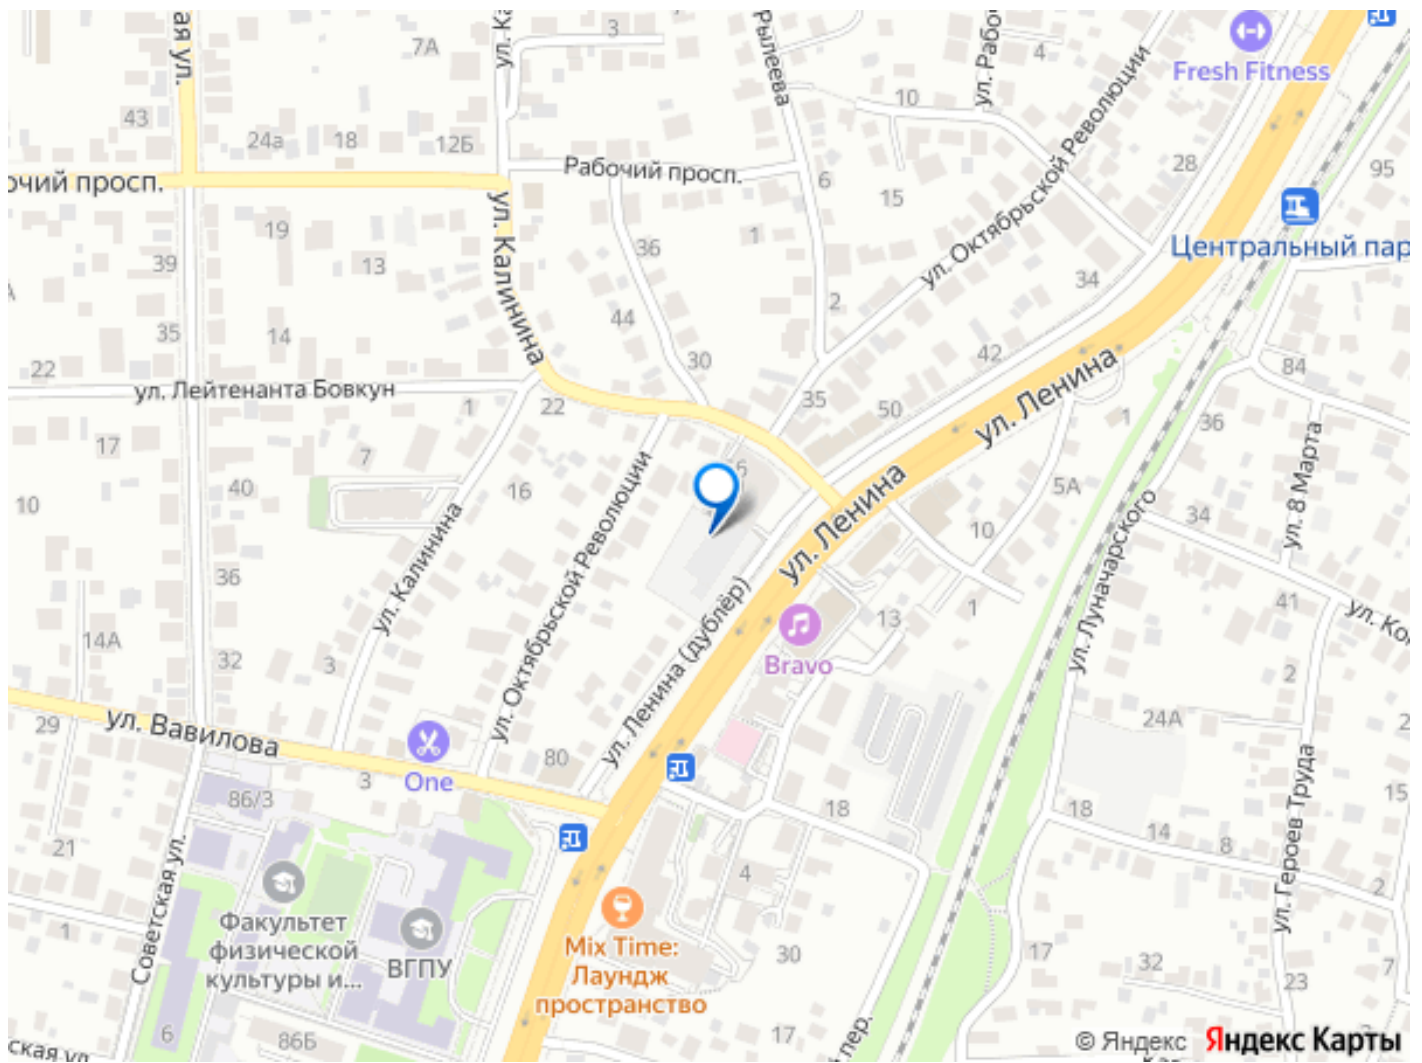 ая ул.
7А
ул. К
3
Рылеева
ул. Рабо
4
Fresh Fitness
43
24а
18
12Б
10
Рабочий просп.
очий просп.
6
15
28
95
ул. Октябрьской Революции
ул. Калинина
19
39
13
36
1
Центральный пар
34
2
35
14
44
30
42
22
ул. Лейтенанта Бовкун
1
22
35
50
ул. Ленина
1
84
36
17
7
40
16
6
5А
ул. 8 Марта
10
ул. Калинина
ул. Октябрьской Революции
ул. Ленина
10
34
ул. Луначарского
36
14А
32
3
ул. Ленина (дублёр)
Bravo
13
1
41
ул. Ко
2
29
ул. Вавилова
One
3
80
24А
2
86/3
18
18
14
8
ул. Героев Труда
15
21
Советская ул.
Факультет
физической
культуры и...
ВГПУ
4
Mix Time:
Лаундж
пространство
30
17
32
2
7
23
1
6
86Б
17
пер.
ская ул.
© Яндекс Яндекс Карты